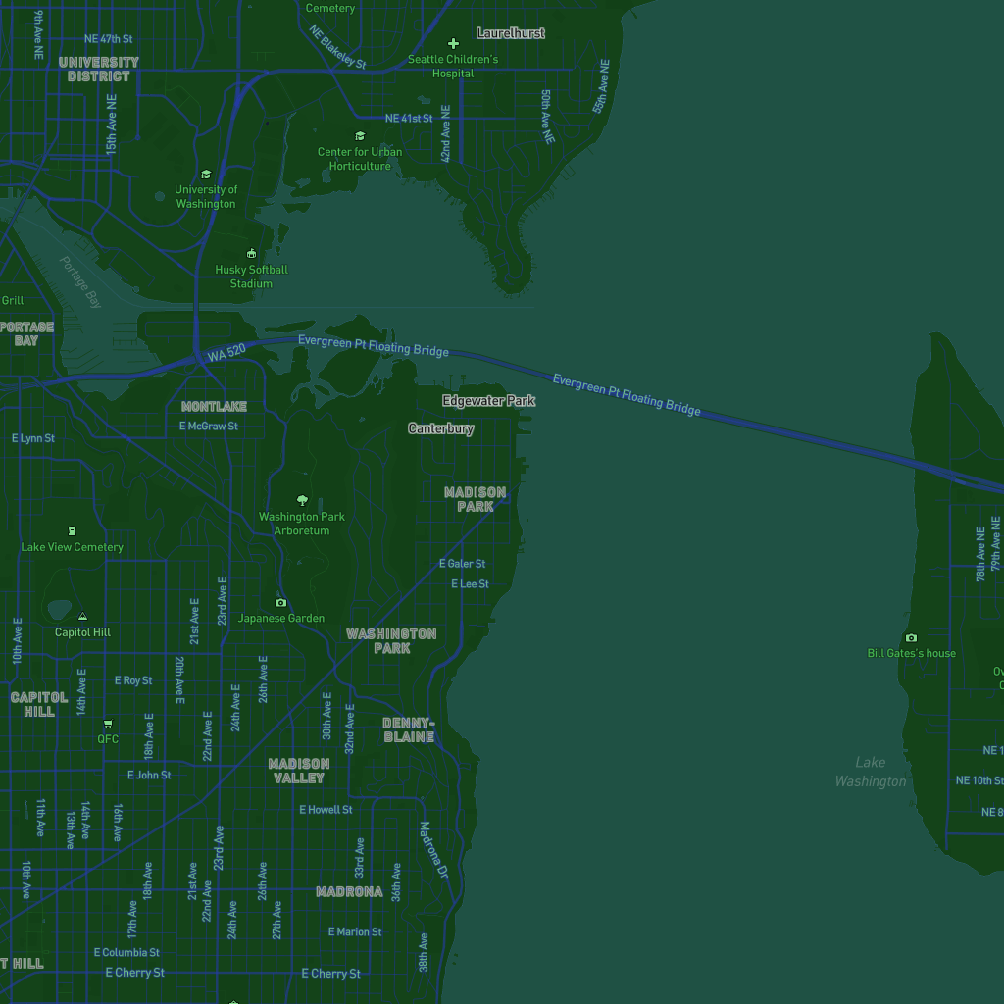 Cemetery
9th Ave NE
NE 47th St
NE Blakeley St
Laurelhurst
Seattle Children's
Hospital
UNIVERSITY
DISTRICT
15th Ave NE
50th Ave NE
55th Ave NE
NE 41st St
42nd Ave NE
Center for Urban
Horticulture
University of
Washington
Husky Softball
Stadium
Portage Bay
Grill
PORTAGE
BAY
WA 520
Evergreen Pt Floating Bridge
Evergreen Pt Floating Bridge
MONTLAKE
E McGraw St
Edgewater Park
Canterbury
E Lynn St
MADISON
PARK
Washington Park
Arboretum
Lake View Cemetery
E Galer St
E Lee St
78th Ave NE
79th Ave NE
Japanese Garden
Capitol Hill
23rd Ave E
21st Ave E
10th Ave E
WASHINGTON
PARK
Bill Gates's house
E Roy St
14th Ave E
20th Ave E
26th Ave E
24th Ave E
CAPITOL
HILL
30th Ave E
32nd Ave E
DENNY-
BLAINE
QFC
18th Ave E
22nd Ave E
MADISON
VALLEY
E John St
Lake
Washington
NE 1
NE 10th St
NE 8
E Howell St
11th Ave
13th Ave
14th Ave
16th Ave
23rd Ave
33rd Ave
Madrona Dr
10th Ave
18th Ave
21st Ave
22nd Ave
26th Ave
36th Ave
MADRONA
17th Ave
24th Ave
27th Ave
E Marion St
38th Ave
E Columbia St
T HILL
E Cherry St
E Cherry St